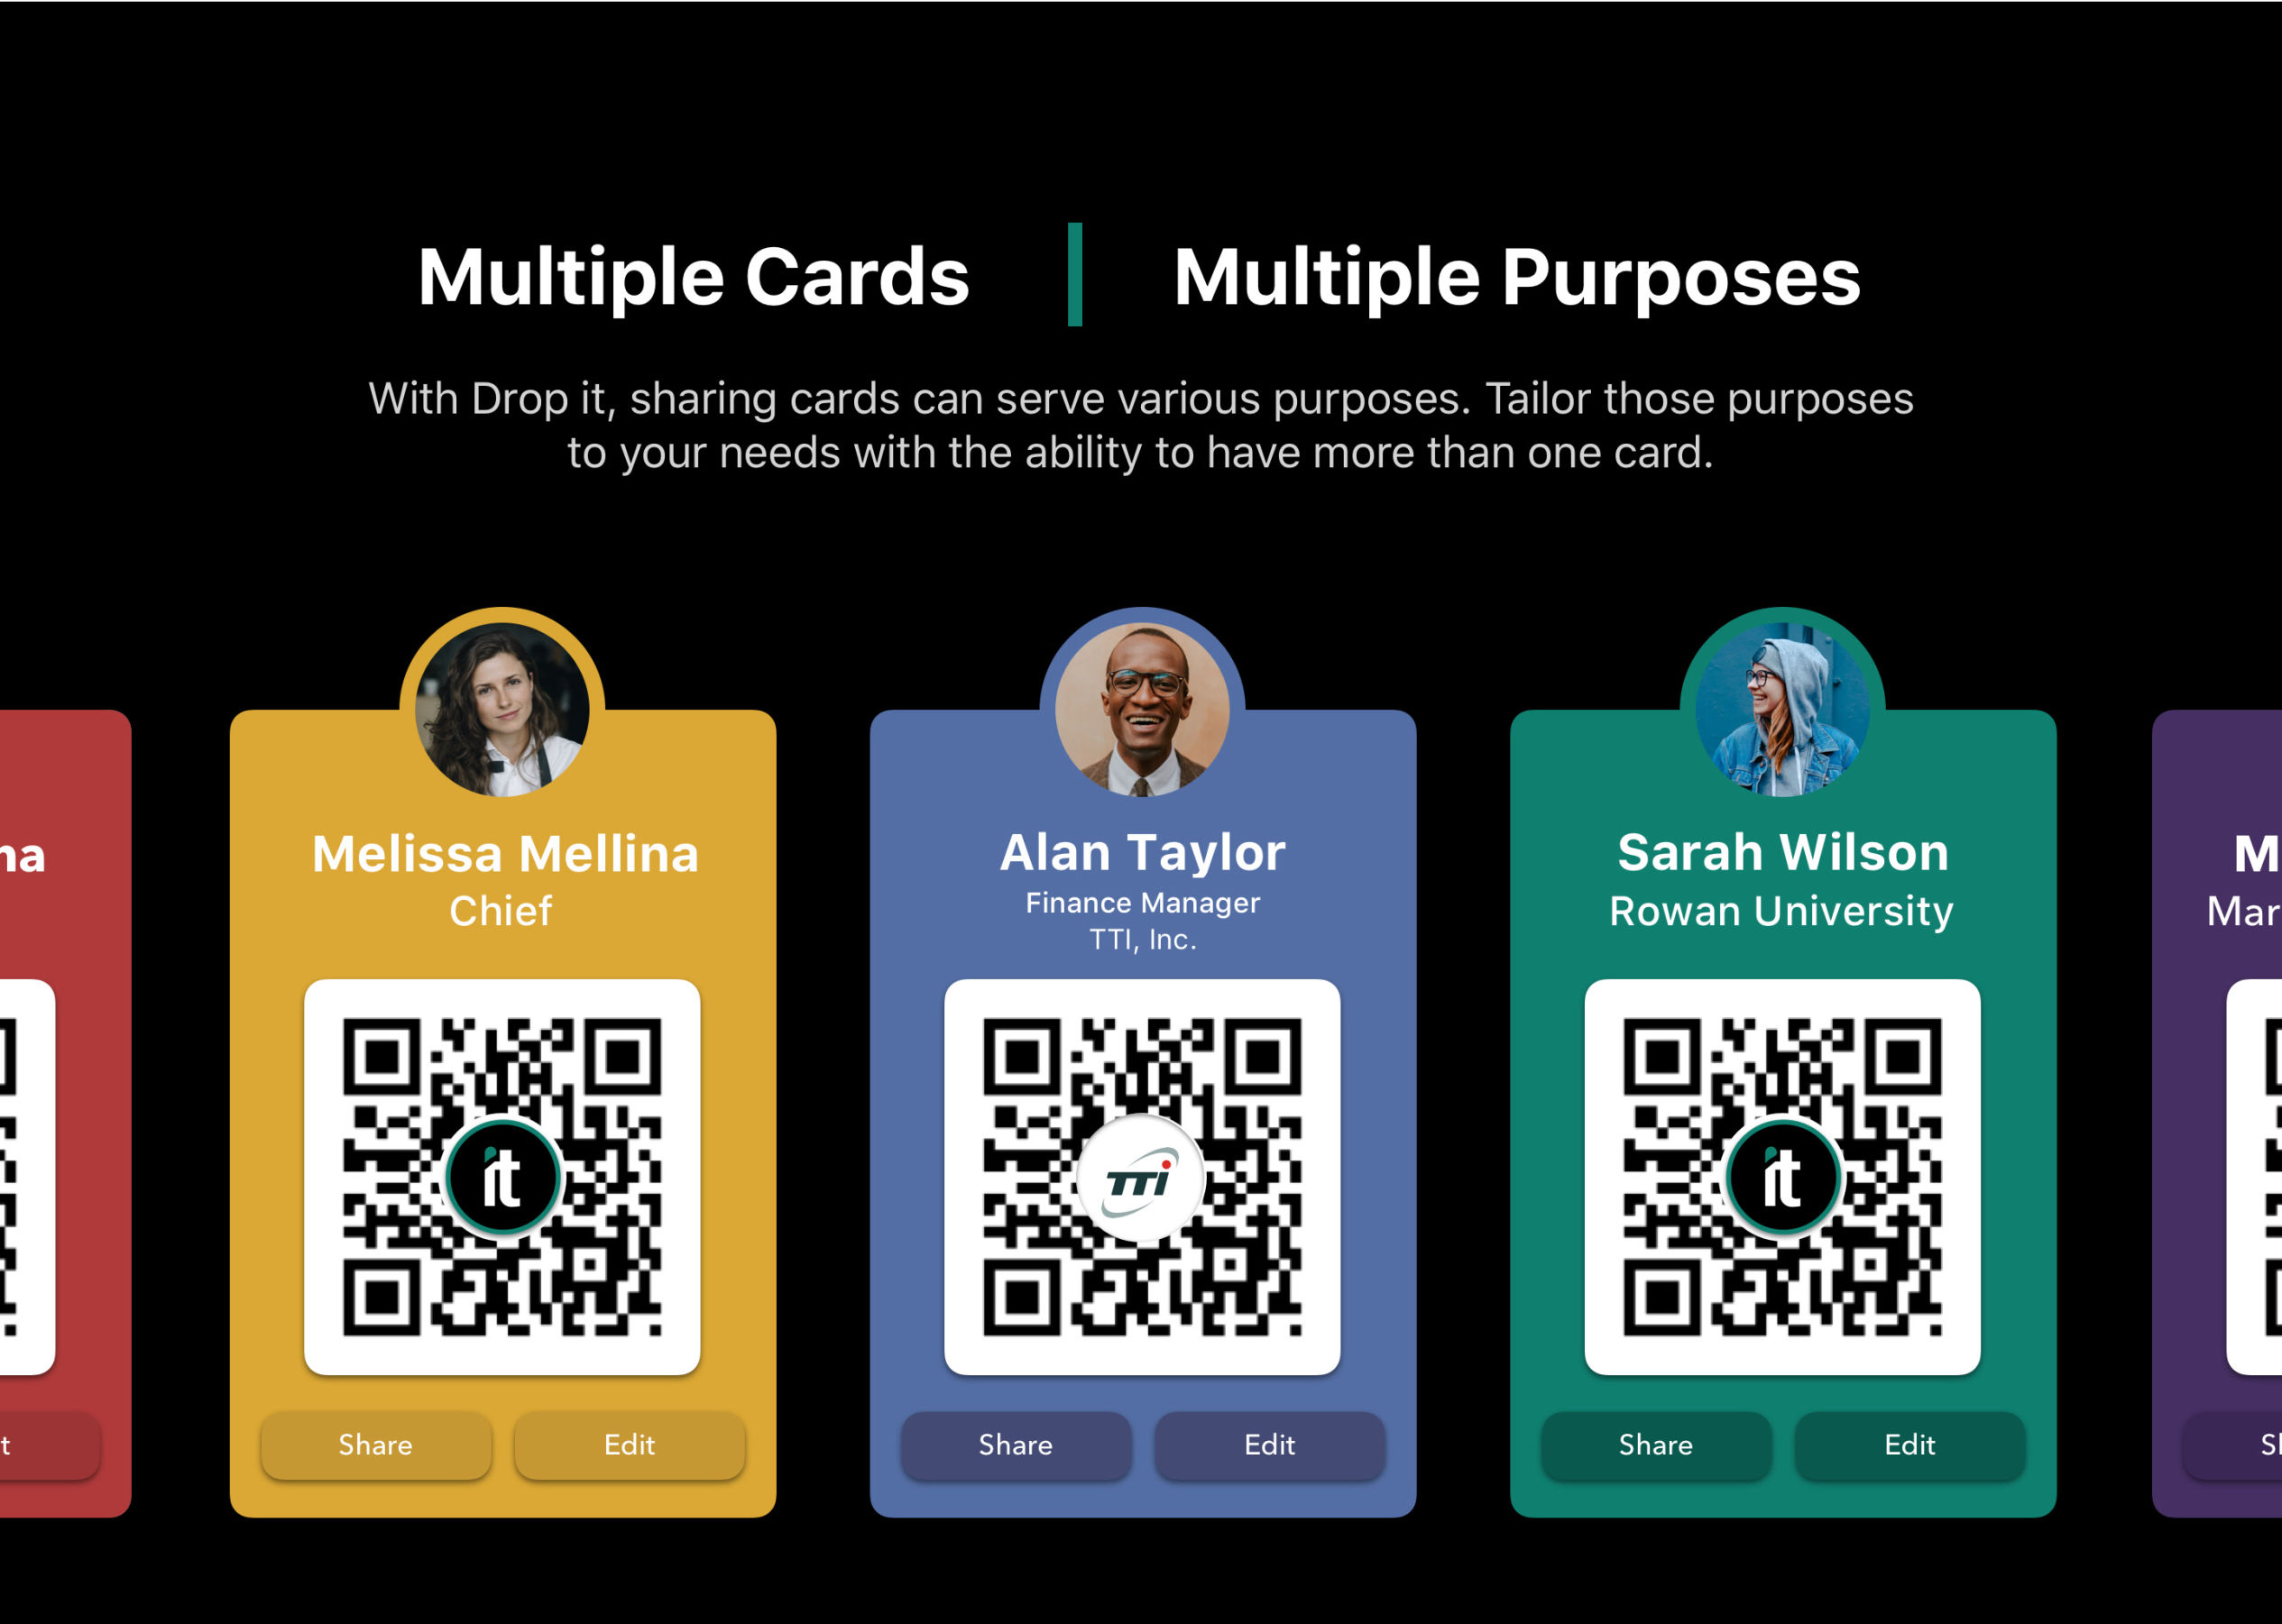 Multiple Cards
Multiple Purposes
With Drop it, sharing cards can serve various purposes. Tailor those purposes
to your needs with the ability to have more than one card.
na
t
Melissa Mellina
Chief
it
Share
Edit
Alan Taylor
Finance Manager
TTI, Inc.
TTi
Share
Edit
Sarah Wilson
Rowan University
it
Share
Edit
M
Mar